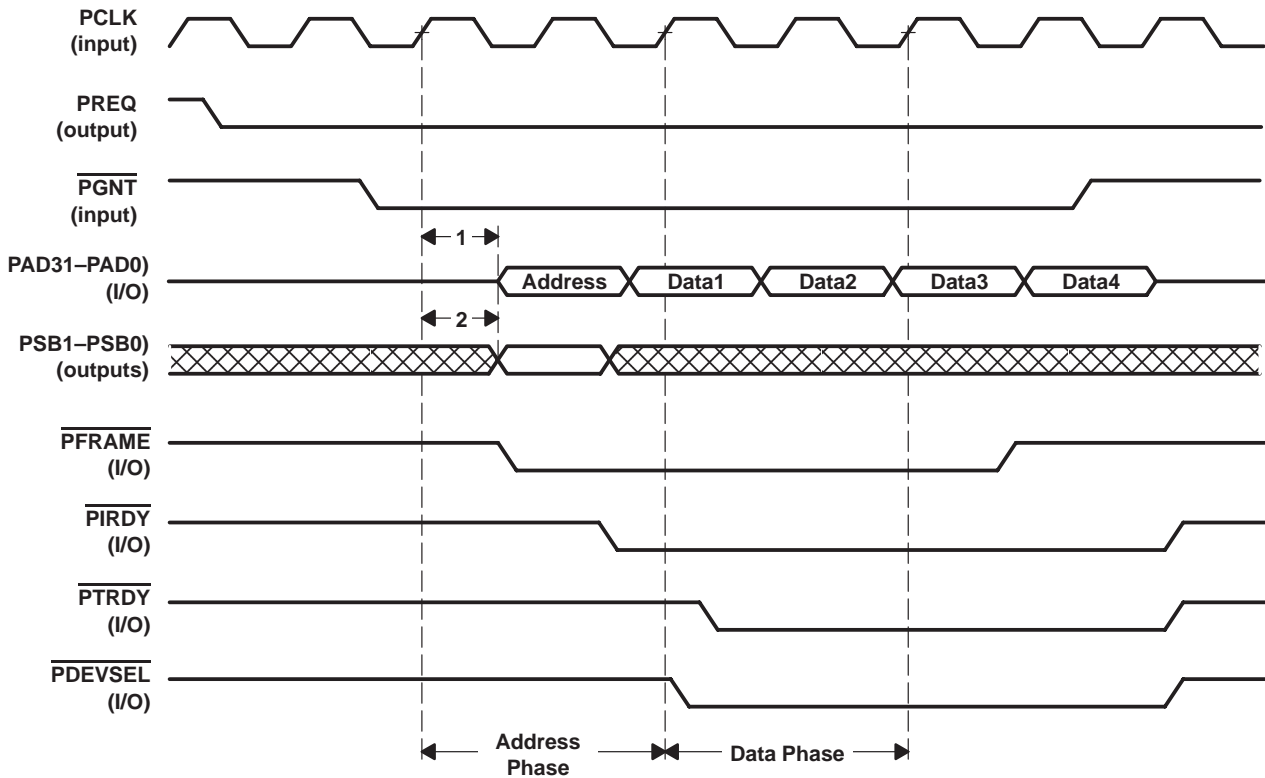 PCLK
(input)
PREQ
(output)
PGNT
(input)
1
PAD31–PAD0)
(I/O)
Address
Data1
Data2
Data3
Data4
2
PSB1–PSB0)
(outputs)
PFRAME
(I/O)
PIRDY
(I/O)
PTRDY
(I/O)
PDEVSEL
(I/O)
Address
Phase
Data Phase